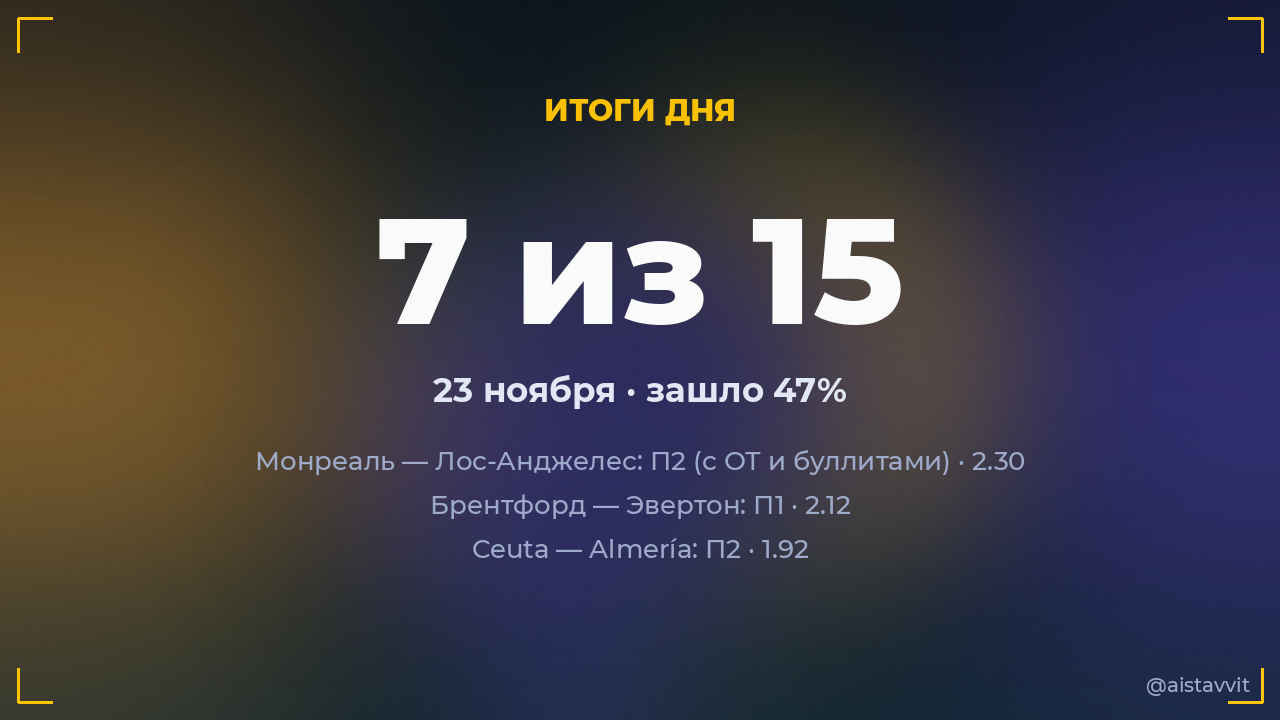 ИТОГИ ДНЯ
7 из 15
23 ноября · зашло 47%
Монреаль — Лос-Анджелес: П2 (с ОТ и буллитами) · 2.30
Брентфорд — Эвертон: П1 · 2.12
Ceuta — Almería: П2 · 1.92
@aistavvit